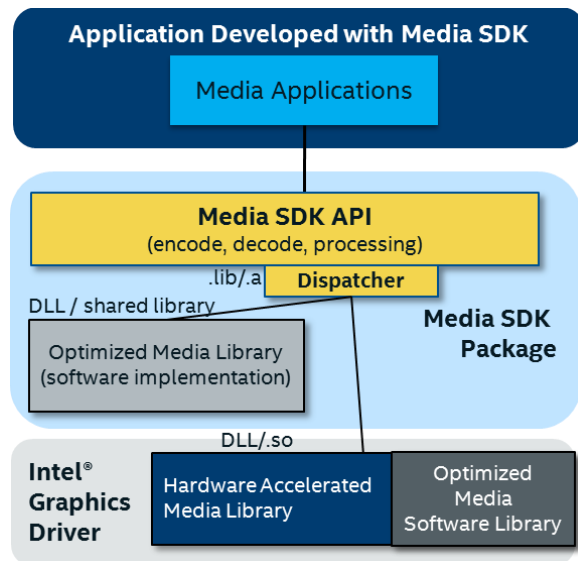 Application Developed with Media SDK
Media Applications
Media SDK API
(encode, decode, processing)
.lib/.a
Dispatcher
DLL / shared library
Optimized Media Library
(software implementation)
Media SDK
Package
DLL/.so
Intel®
Graphics
Driver
Hardware Accelerated
Media Library
Optimized
Media
Software Library